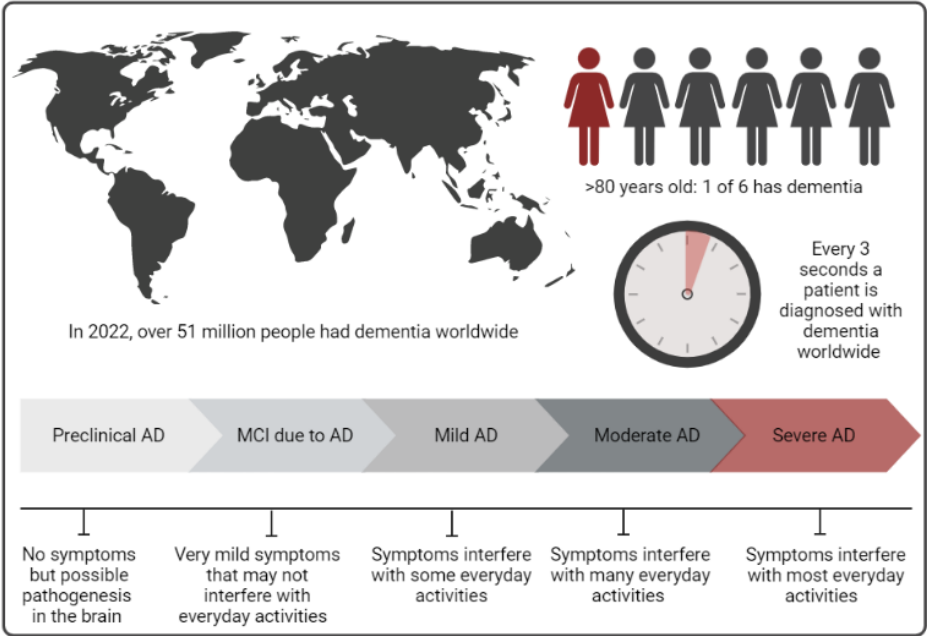 >80 years old: 1 of 6 has dementia
Every 3
seconds a
patient is
diagnosed with
dementia
worldwide
In 2022, over 51 million people had dementia worldwide
Preclinical AD
MCI due to AD
Mild AD
Moderate AD
Severe AD
No symptoms
but possible
pathogenesis
in the brain
Very mild symptoms
that may not
interfere with
everyday activities
Symptoms interfere
with some everyday
activities
Symptoms interfere
with many everyday
activities
Symptoms interfere
with most everyday
activities